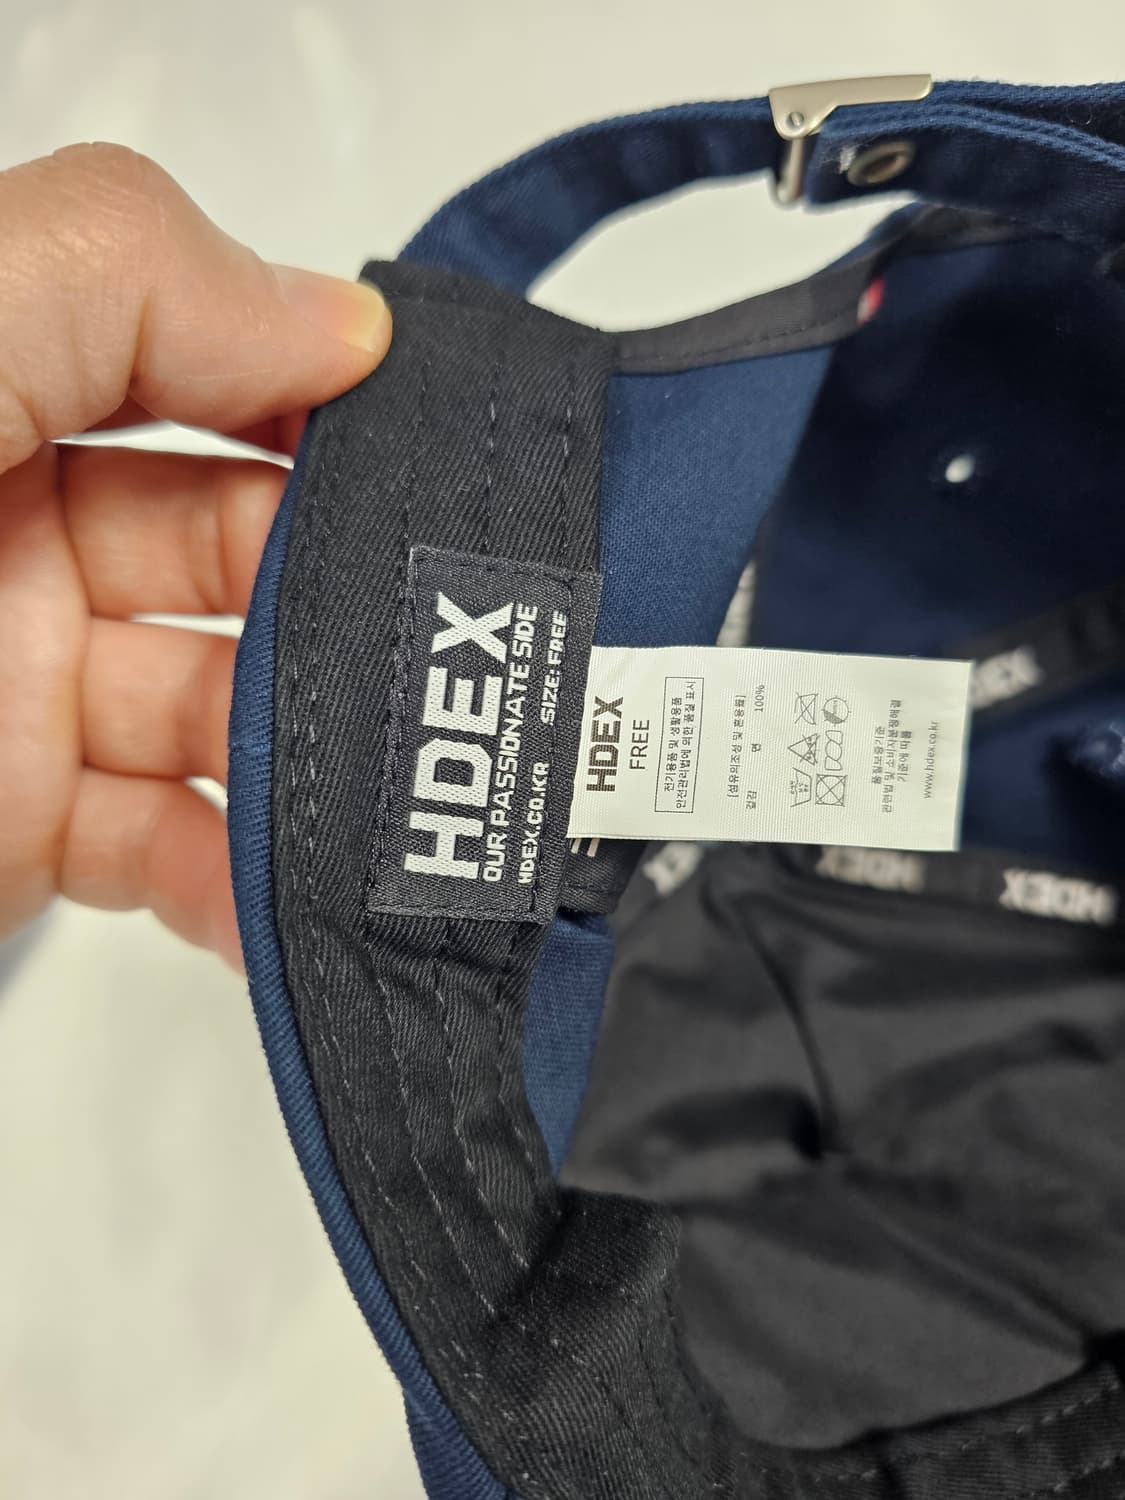 HDEX
OUR PASSIONATE SIDE
HDEX.CO.KR SIZE: FREE
HDEX
FREE
전기용품 및 생활용품
안전관리법에 의한 품질 표시
[섬유의조성 및 혼용률]
겉감 면 100%
품질보증기준
관련법 및 소비자분쟁해결
기준에 따름
www.hdex.co.kr
HDEX
HDEX
HDEX